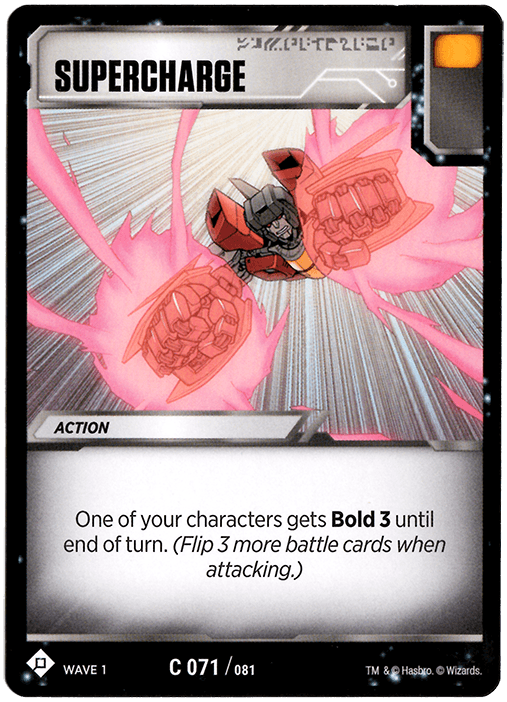 SUPERCHARGE
ACTION
One of your characters gets Bold 3 until
end of turn. (Flip 3 more battle cards when
attacking.)
WAVE 1
C 071 / 081
TM & © Hasbro. © Wizards.